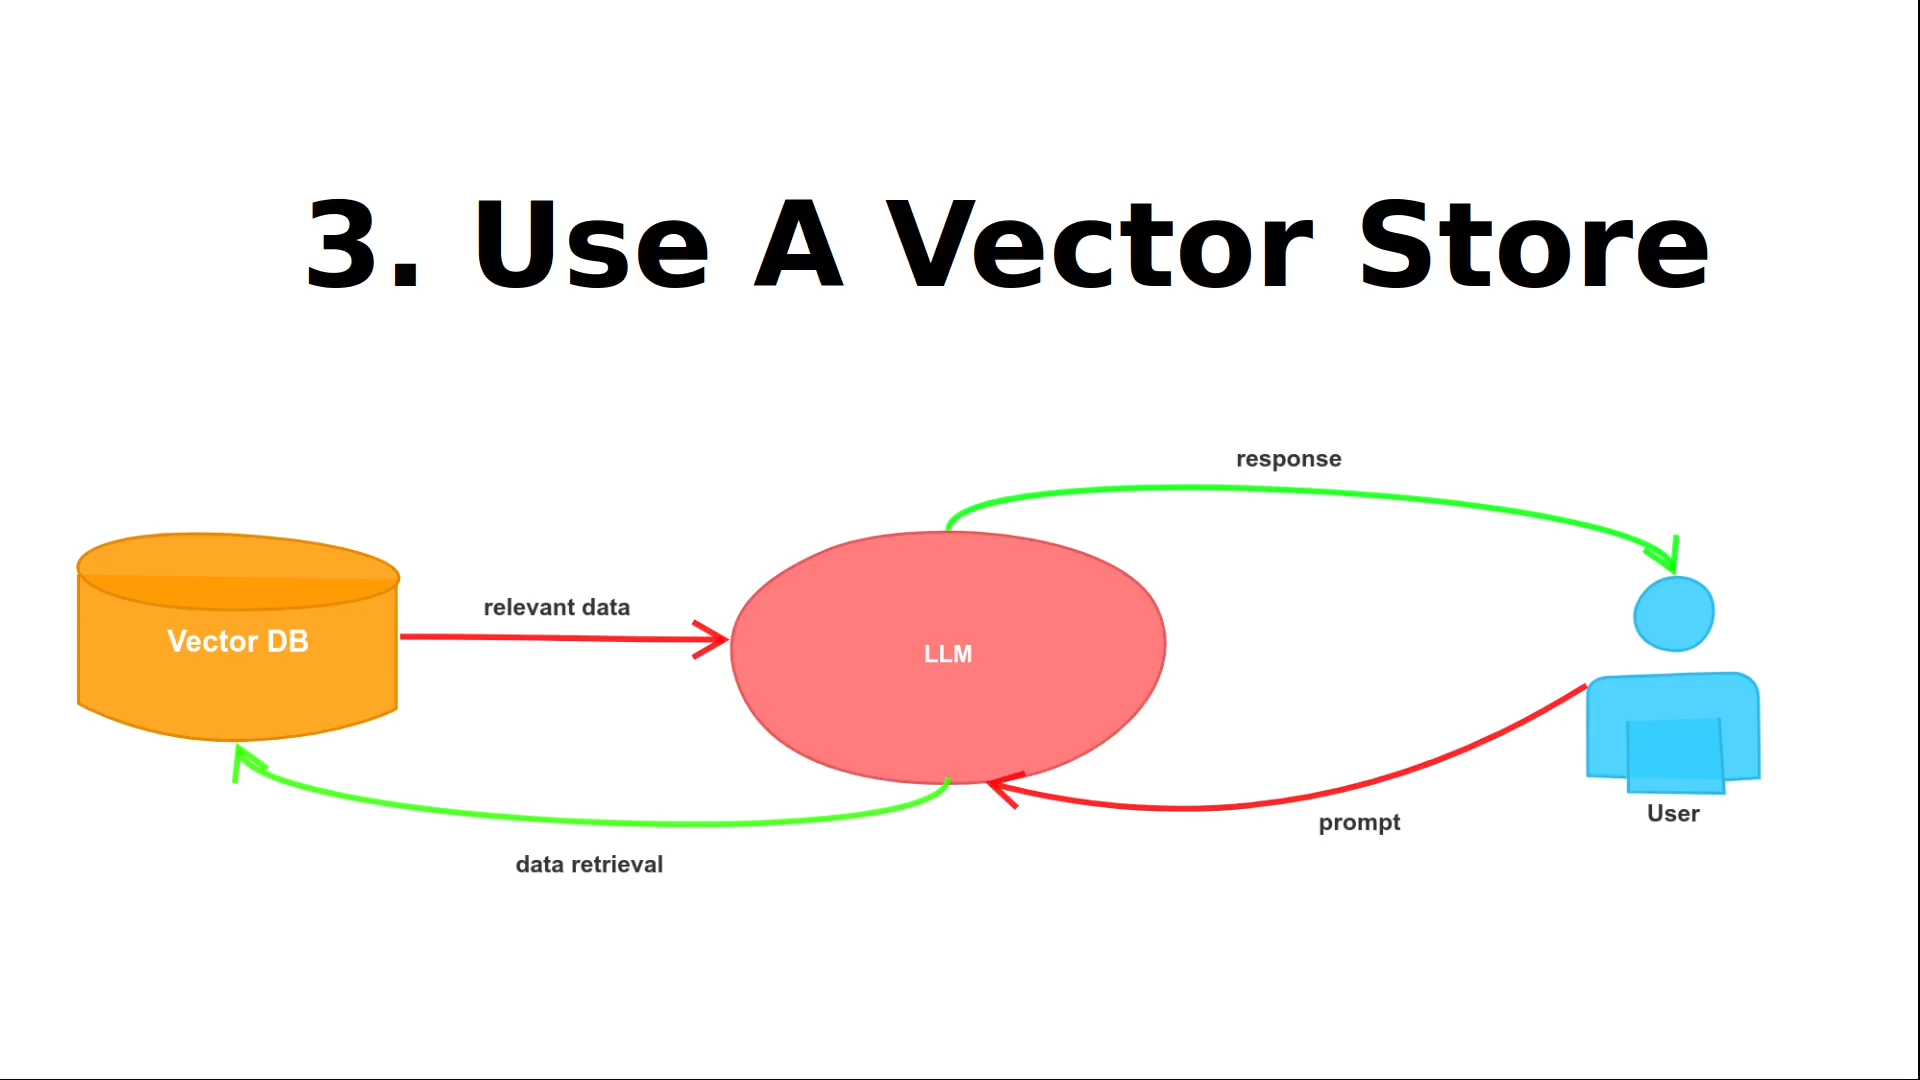 3. Use A Vector Store
response
relevant data
Vector DB
LLM
User
prompt
data retrieval